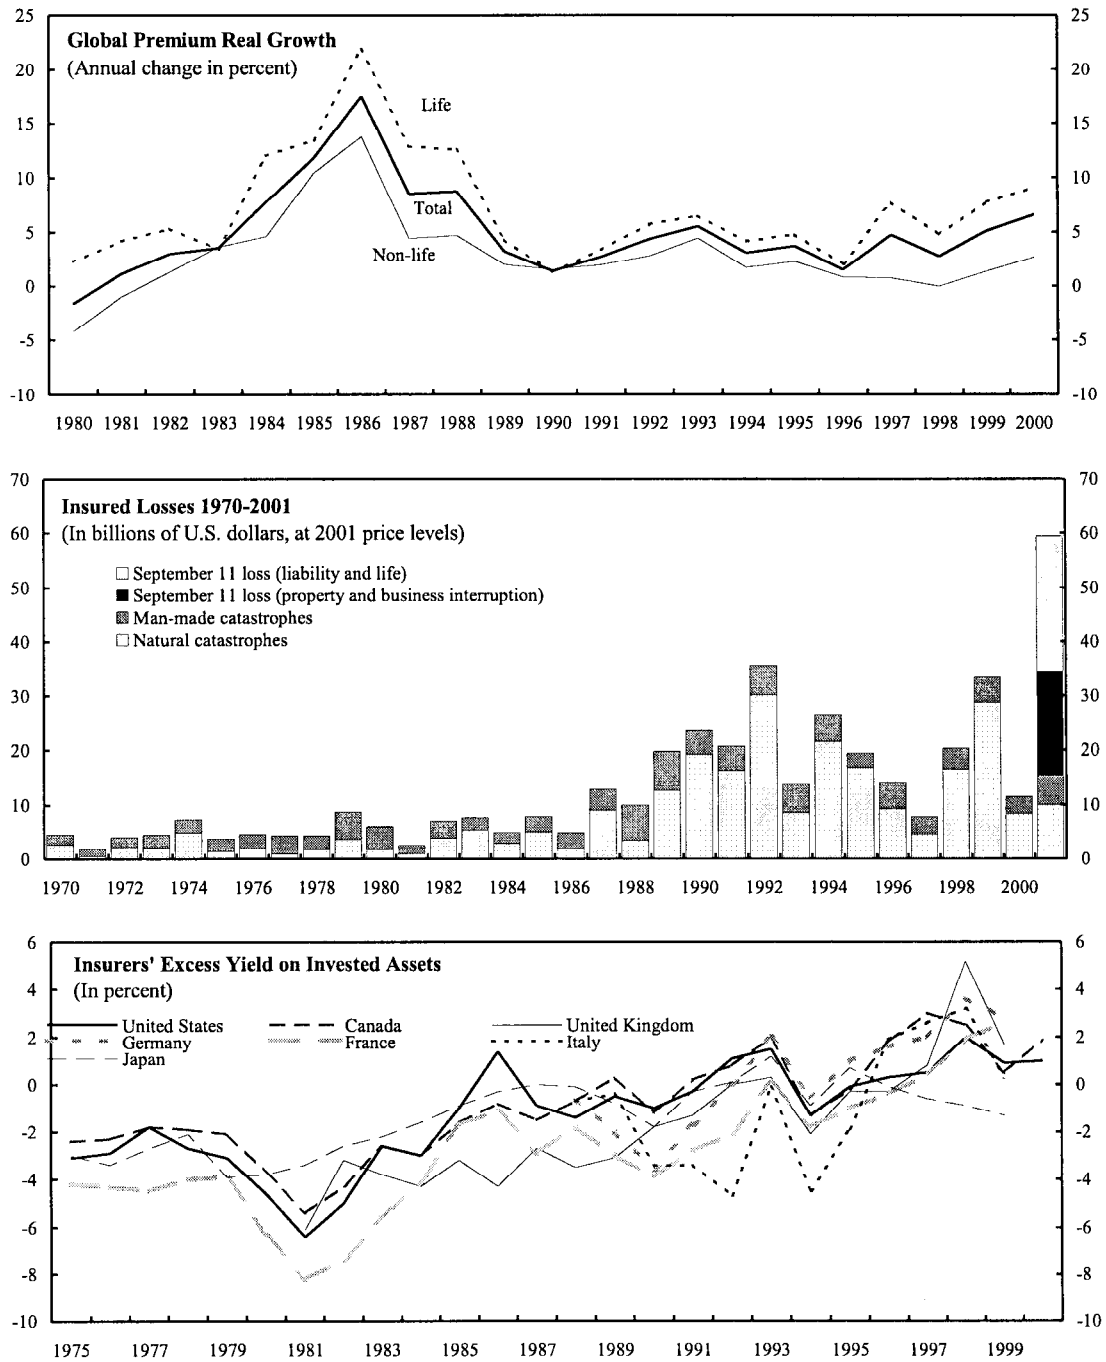 Global Premium Real Growth
(Annual change in percent)
25 25
20 20
15 15
10 10
5 5
0 0
-5 -5
-10 -10
Life
Total
Non-life
1980 1981 1982 1983 1984 1985 1986 1987 1988 1989 1990 1991 1992 1993 1994 1995 1996 1997 1998 1999 2000
Insured Losses 1970-2001
(In billions of U.S. dollars, at 2001 price levels)
70 70
60 60
50 50
40 40
30 30
20 20
10 10
0 0
September 11 loss (liability and life)
September 11 loss (property and business interruption)
Man-made catastrophes
Natural catastrophes
1970 1972 1974 1976 1978 1980 1982 1984 1986 1988 1990 1992 1994 1996 1998 2000
Insurers' Excess Yield on Invested Assets
(In percent)
6 6
4 4
2 2
0 0
-2 -2
-4 -4
-6 -6
-8 -8
-10 -10
United States Canada United Kingdom
Germany France Italy
Japan
1975 1977 1979 1981 1983 1985 1987 1989 1991 1993 1995 1997 1999